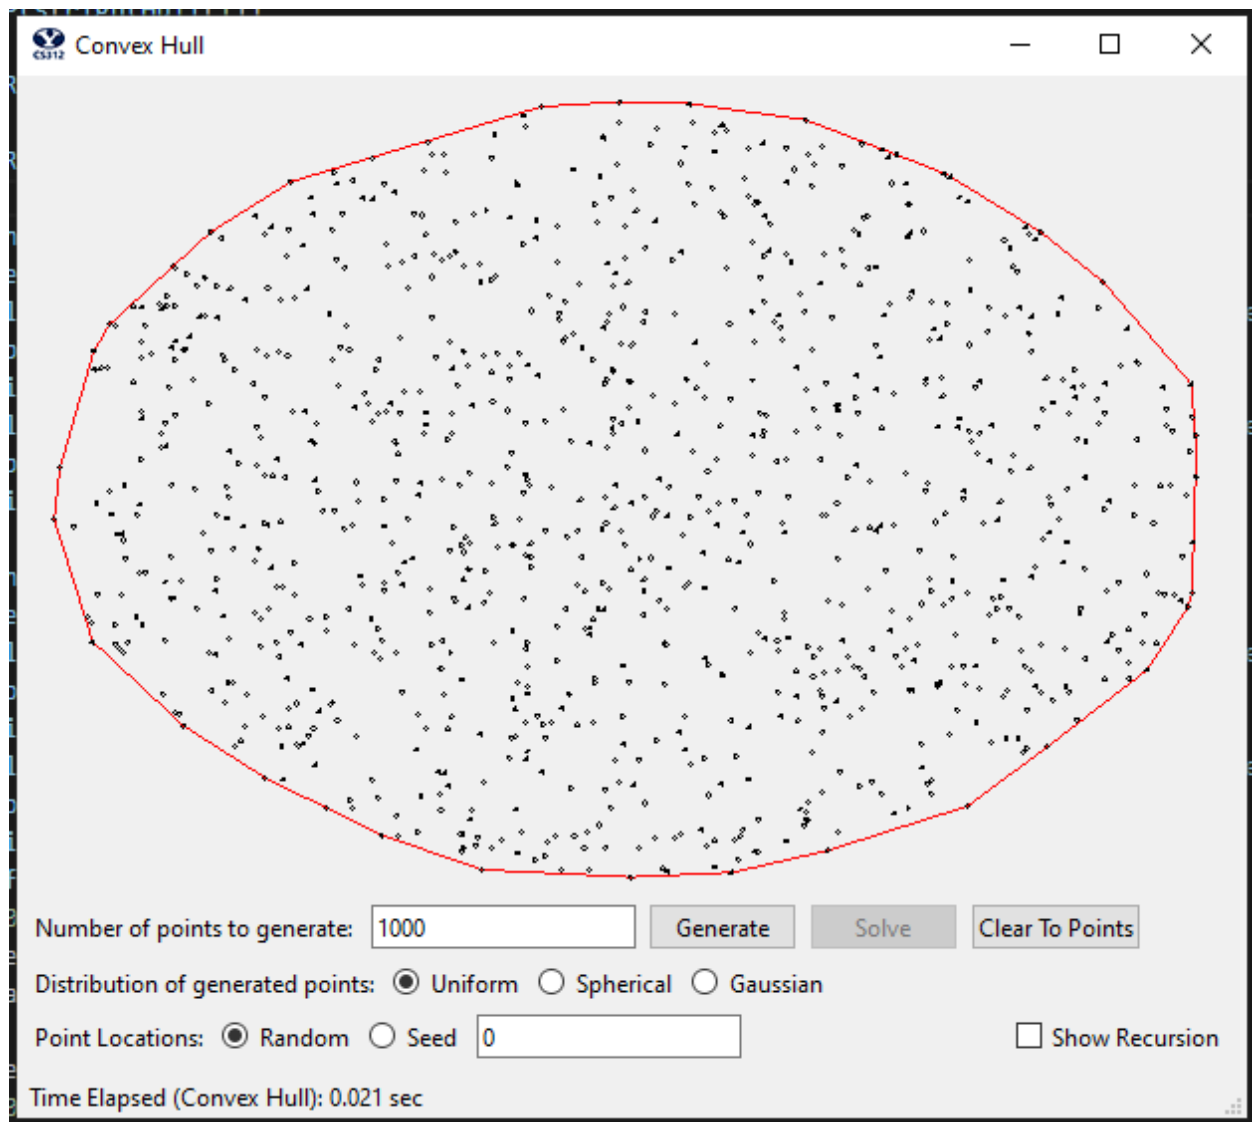 CS312 Convex Hull
Number of points to generate: 1000 Generate Solve Clear To Points
Distribution of generated points: Uniform Spherical Gaussian
Point Locations: Random Seed 0 Show Recursion
Time Elapsed (Convex Hull): 0.021 sec